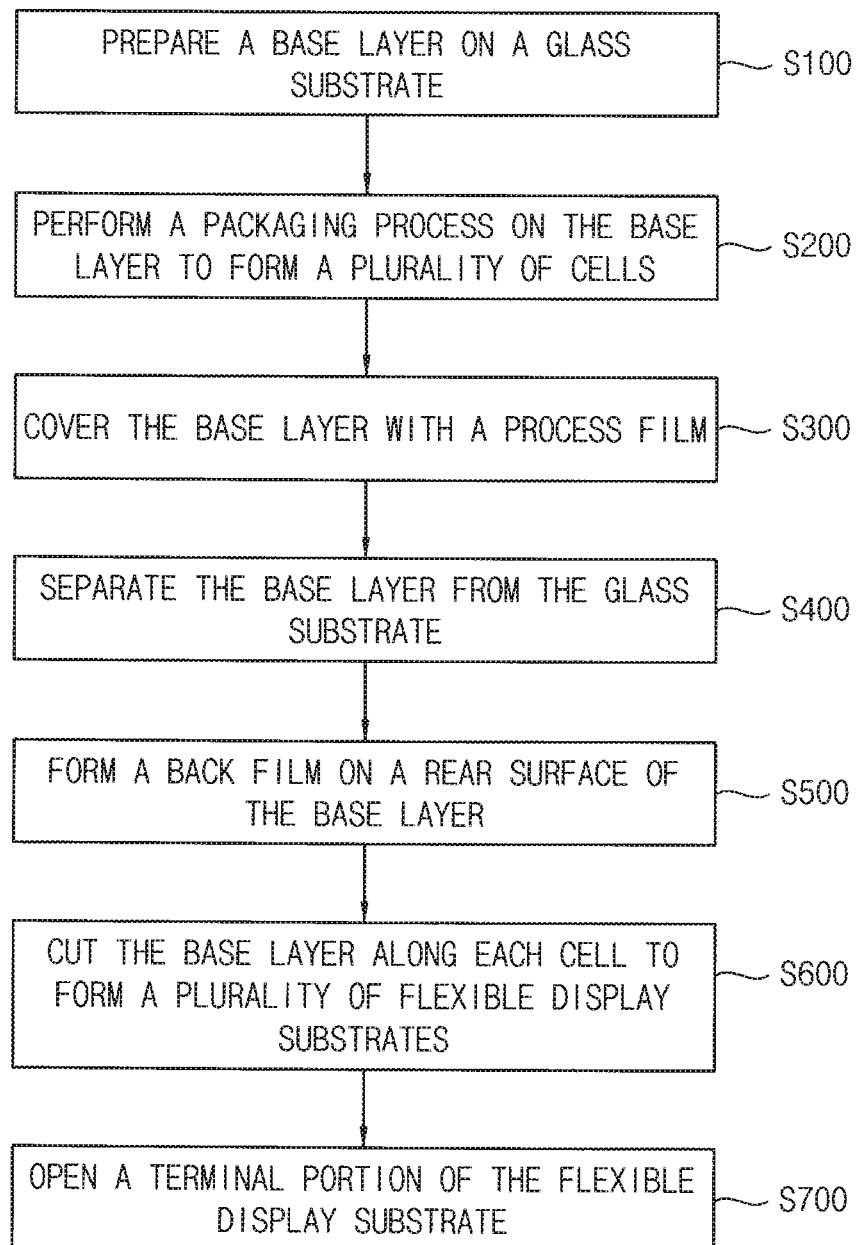 PREPARE A BASE LAYER ON A GLASS
SUBSTRATE
S100
PERFORM A PACKAGING PROCESS ON THE BASE
LAYER TO FORM A PLURALITY OF CELLS
S200
COVER THE BASE LAYER WITH A PROCESS FILM
S300
SEPARATE THE BASE LAYER FROM THE GLASS
SUBSTRATE
S400
FORM A BACK FILM ON A REAR SURFACE OF
THE BASE LAYER
S500
CUT THE BASE LAYER ALONG EACH CELL TO
FORM A PLURALITY OF FLEXIBLE DISPLAY
SUBSTRATES
S600
OPEN A TERMINAL PORTION OF THE FLEXIBLE
DISPLAY SUBSTRATE
S700